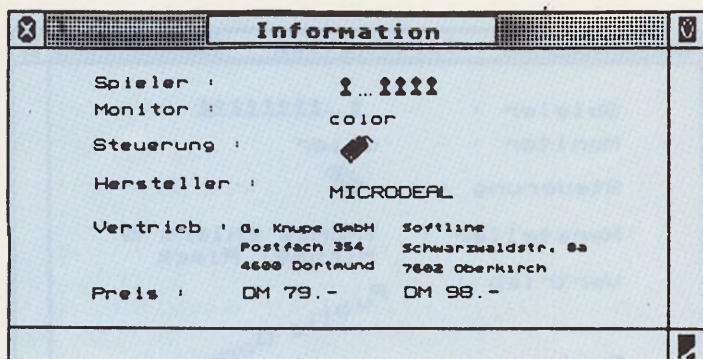 Information
Spieler :
Monitor : color
Steuerung :
Hersteller : MICRODEAL
Vertrieb : G. Knupe GmbH Softline
Postfach 354 Schwarzwaldstr. 8a
4600 Dortmund 7602 Oberkirch
Preis : DM 79.- DM 98.-